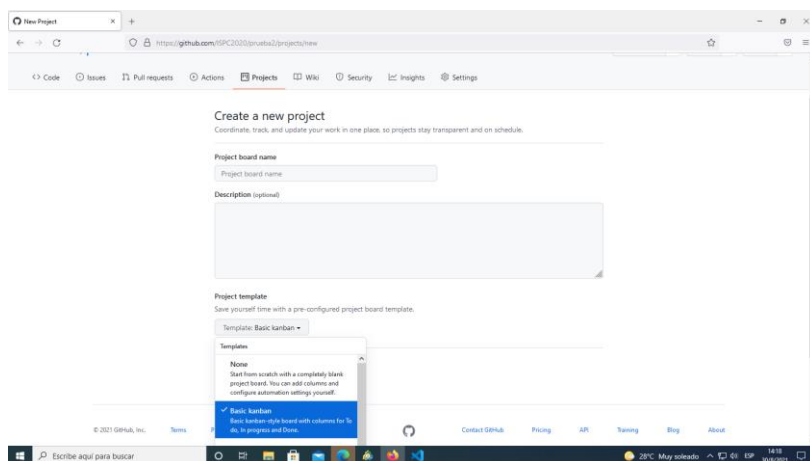 New Project
https://github.com/ISPC2020/prueba2/projects/new
Code Issues Pull requests Actions Projects Wiki Security Insights Settings
Create a new project
Coordinate, track, and update your work in one place, so projects stay transparent and on schedule.
Project board name
Project board name
Description (optional)
Project template
Save yourself time with a pre-configured project board template.
Template: Basic kanban
Templates
None
Start from scratch with a completely blank
project board. You can add columns and
configure automation settings yourself.
Basic kanban
Basic kanban-style board with columns for To
do, In progress and Done.
© 2021 GitHub, Inc. Terms Contact GitHub Pricing API Training Blog About
Escribe aquí para buscar
28°C Muy soleado ESP 14:18